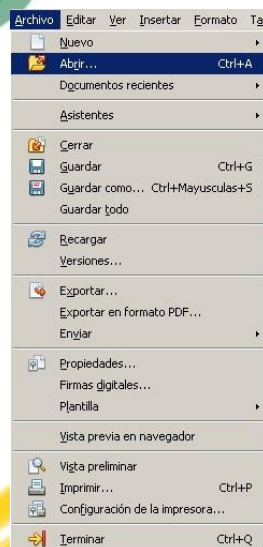 Archivo Editar Ver Insertar Formato Ta
Nuevo
Abrir... Ctrl+A
Documentos recientes
Asistentes
Cerrar
Guardar Ctrl+G
Guardar como... Ctrl+Mayusculas+S
Guardar todo
Recargar
Versiones...
Exportar...
Exportar en formato PDF...
Enviar
Propiedades...
Firmas digitales...
Plantilla
Vista previa en navegador
Vista preliminar
Imprimir... Ctrl+P
Configuración de la impresora...
Terminar Ctrl+Q